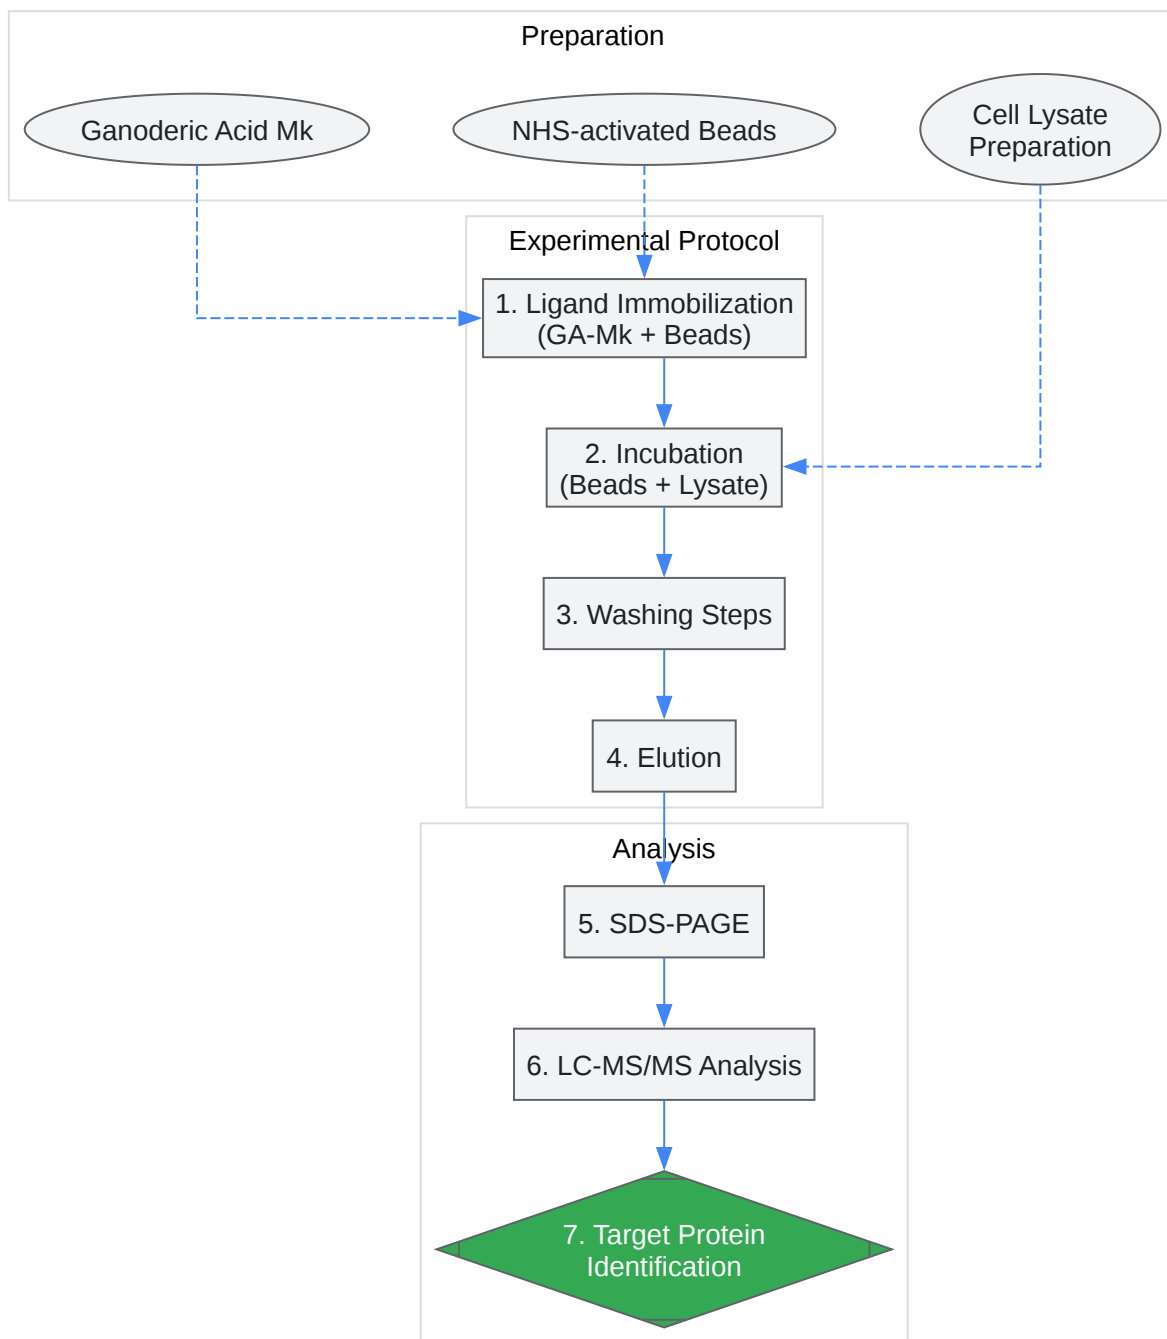 Preparation
Ganoderic Acid Mk
NHS-activated Beads
Cell Lysate
Preparation
Experimental Protocol
1. Ligand Immobilization
(GA-Mk + Beads)
2. Incubation
(Beads + Lysate)
3. Washing Steps
4. Elution
Analysis
5. SDS-PAGE
6. LC-MS/MS Analysis
7. Target Protein
Identification